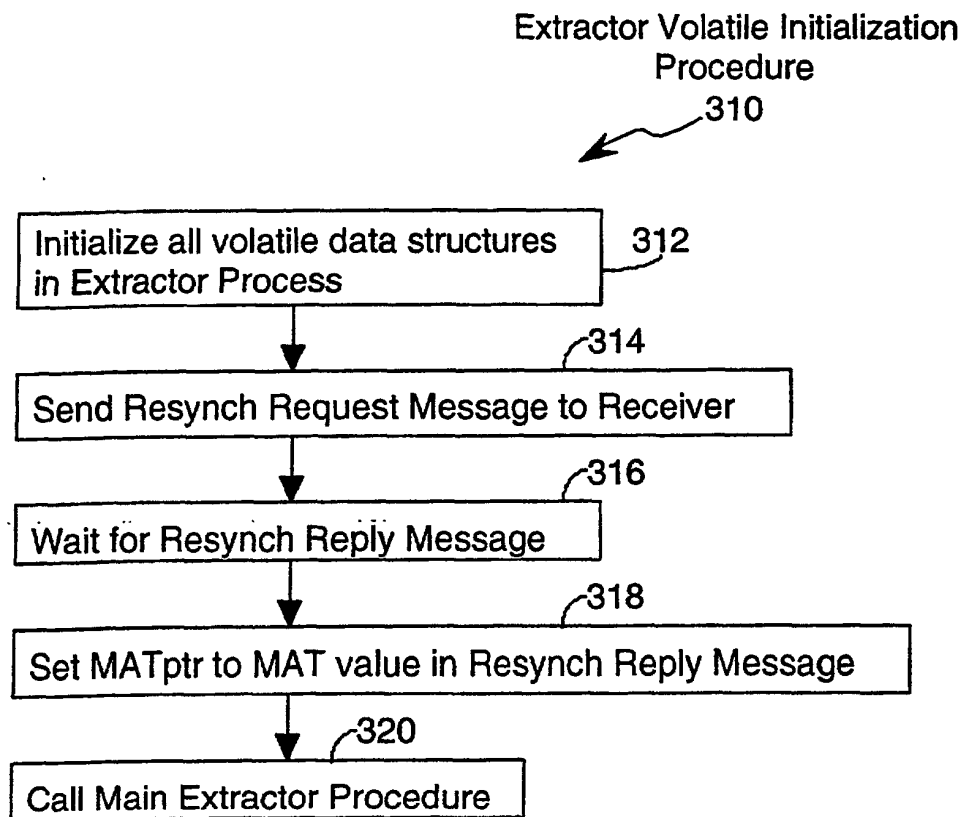 Extractor Volatile Initialization
Procedure
310
Initialize all volatile data structures
in Extractor Process
312
314
Send Resynch Request Message to Receiver
316
Wait for Resynch Reply Message
318
Set MATptr to MAT value in Resynch Reply Message
320
Call Main Extractor Procedure